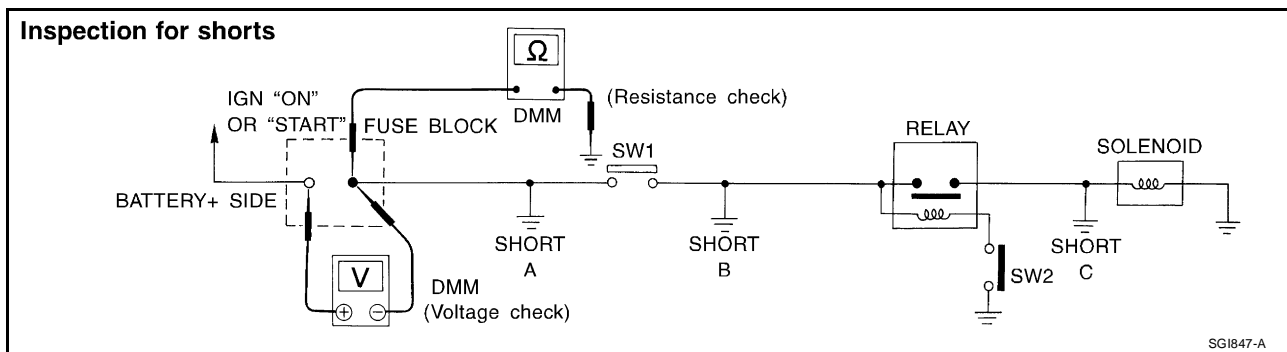 Inspection for shorts
Ω
IGN "ON"
OR "START"
FUSE BLOCK
DMM
(Resistance check)
SW1
RELAY
SOLENOID
BATTERY+ SIDE
SHORT
A
SHORT
B
SHORT
C
SW2
V
+ −
DMM
(Voltage check)
SGI847-A